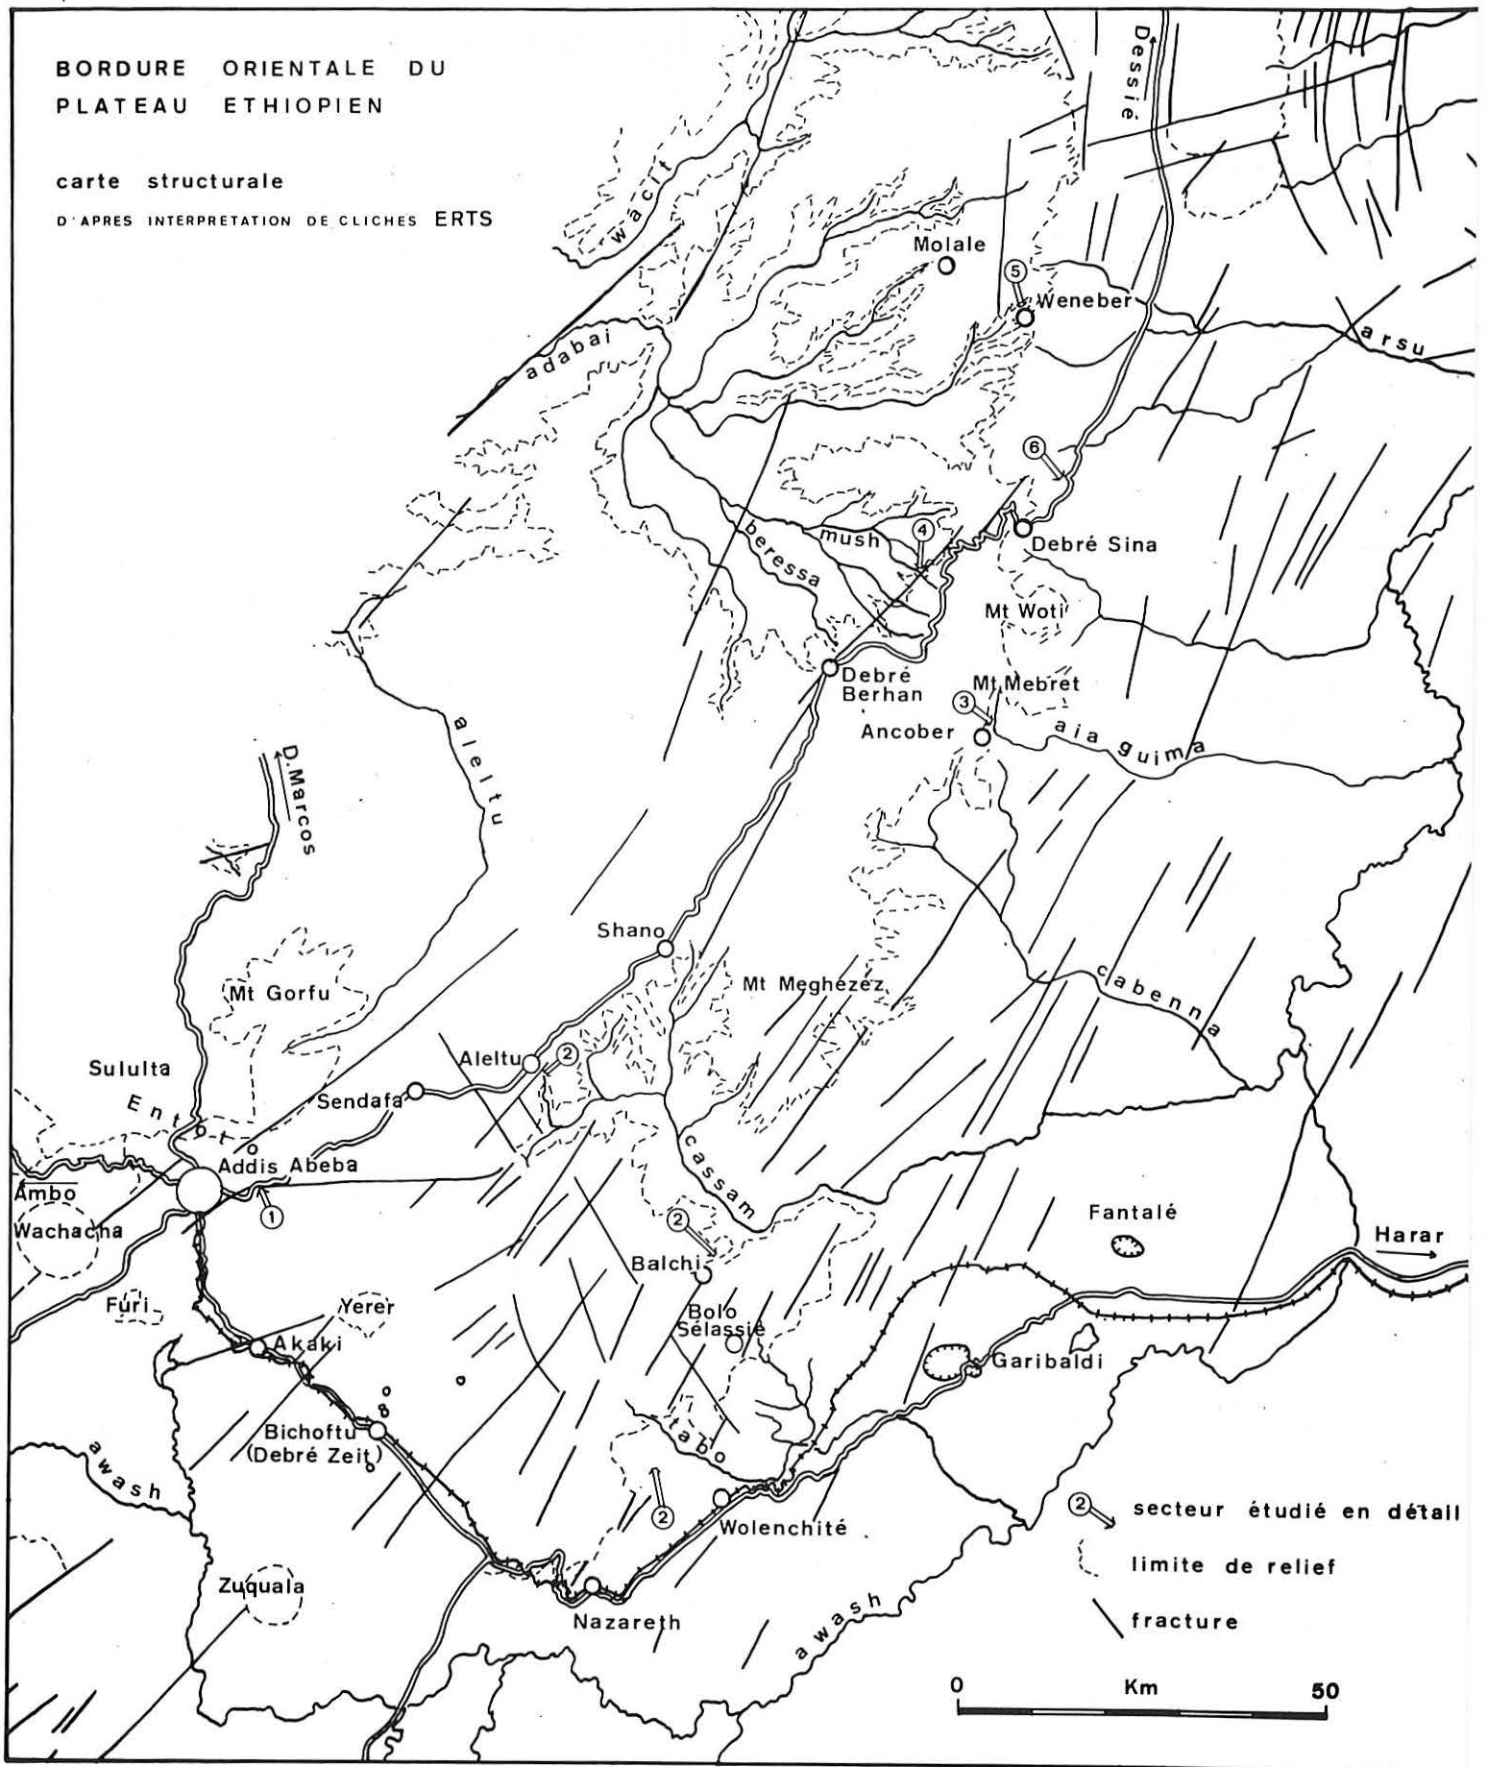 BORDURE ORIENTALE DU
PLATEAU ETHIOPIEN
carte structurale
D'APRES INTERPRETATION DE CLICHES ERTS
Dessié
wacit
Molale
5
Weneber
arsu
adabai
6
4
mush
beressa
Debré Sina
Mt Woti
Debré
Berhan
Mt Mebret
3
Ancober
aia guima
aleltu
D.Marcos
Shano
Mt Gorfu
Mt Meghezez
cabenna
Sululta
Aleltu
2
Sendafa
Addis Abeba
cassam
Ambo
Wachacha
1
2
Fantalé
Harar
Balchi
Furi
Yerer
Bolo
Sélassié
Akaki
Garibaldi
Bichoftu
(Debré Zeit)
tabo
awash
2
Wolenchité
2 secteur étudié en détail
limite de relief
Zuquala
fracture
Nazareth
awash
0 Km 50